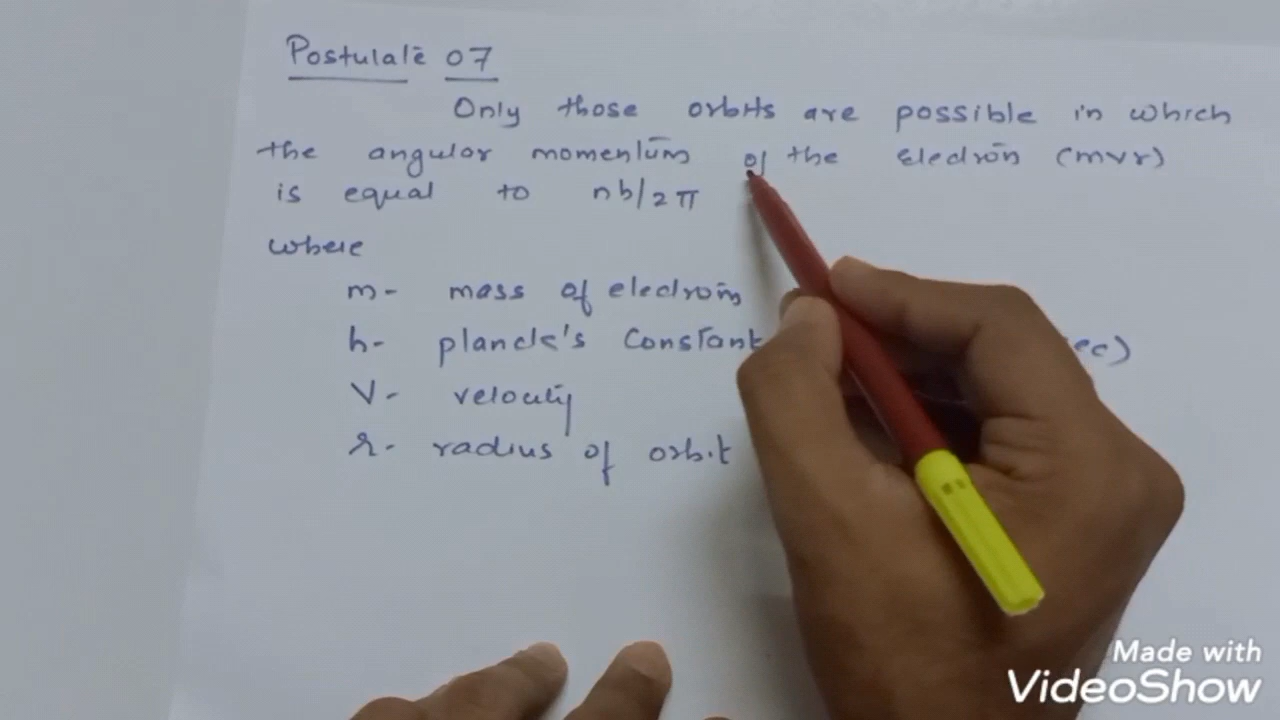 Postulate 07
Only those orbits are possible in which
the angular momentum of the electron (mvr)
is equal to nh/2π
where
m- mass of electron
h- planck's constant ec)
V- velocity
r- radius of orbit
Made with
VideoShow